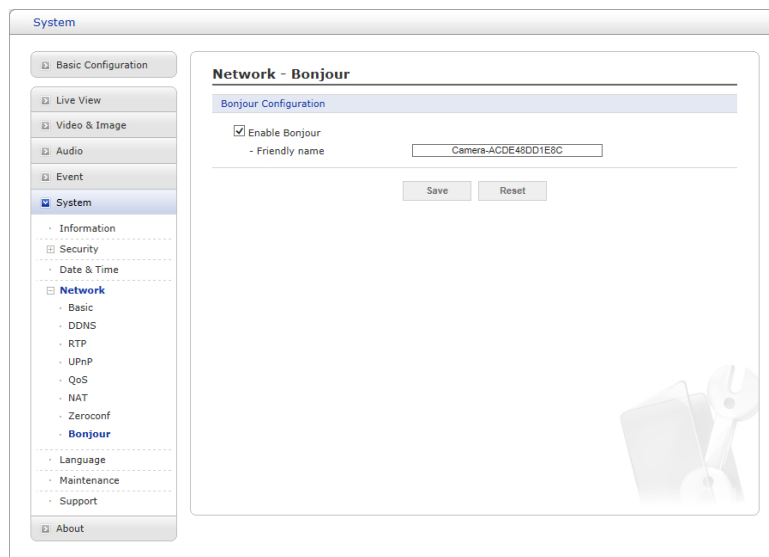 System
Basic Configuration
Live View
Video & Image
Audio
Event
System
Information
Security
Date & Time
Network
Basic
DDNS
RTP
UPnP
QoS
NAT
Zeroconf
Bonjour
Language
Maintenance
Support
About
Network - Bonjour
Bonjour Configuration
Enable Bonjour
- Friendly name Camera-ACDE48DD1E8C
Save Reset